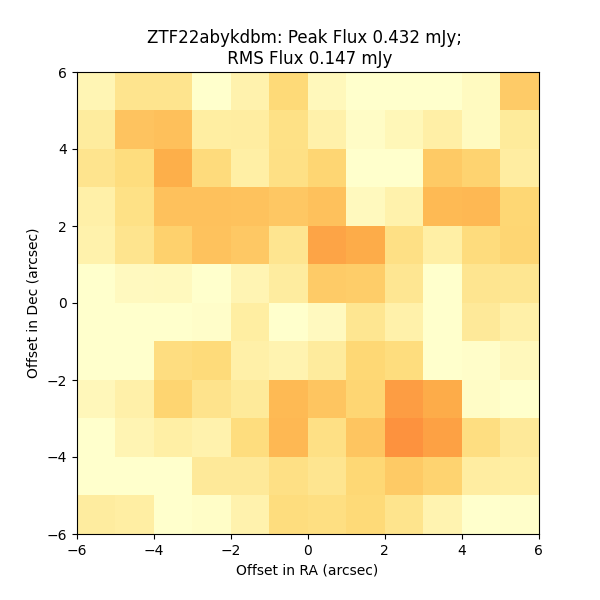 ZTF22abykdbm: Peak Flux 0.432 mJy;
RMS Flux 0.147 mJy
6
4
2
0
−2
−4
−6
Offset in Dec (arcsec)
−6 −4 −2 0 2 4 6
Offset in RA (arcsec)